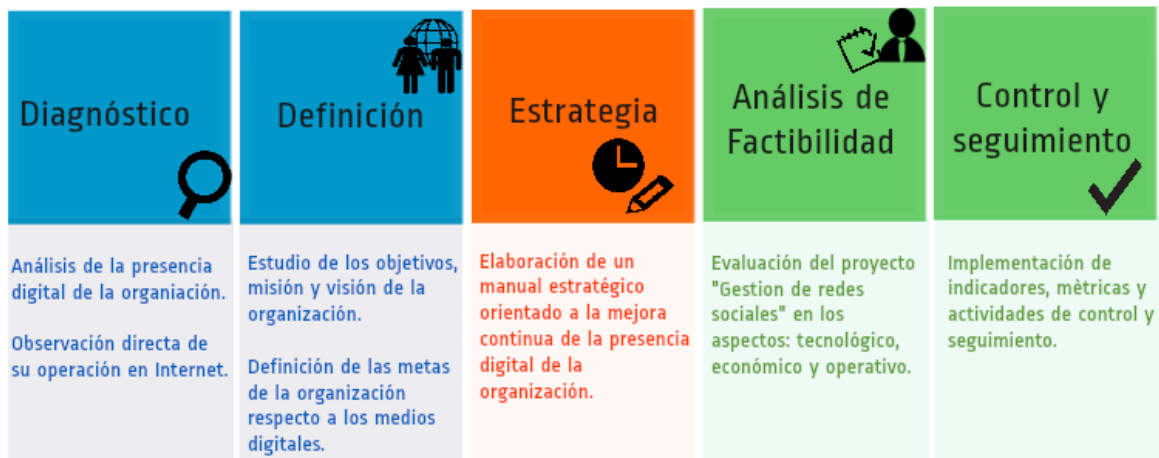 Diagnóstico
Análisis de la presencia
digital de la organiación.
Observación directa de
su operación en Internet.
Definición
Estudio de los objetivos,
misión y visión de la
organización.
Definición de las metas
de la organización
respecto a los medios
digitales.
Estrategia
Elaboración de un
manual estratégico
orientado a la mejora
continua de la presencia
digital de la
organización.
Análisis de
Factibilidad
Evaluación del proyecto
"Gestion de redes
sociales" en los
aspectos: tecnológico,
económico y operativo.
Control y
seguimiento
Implementación de
indicadores, mètricas y
actividades de control y
seguimiento.